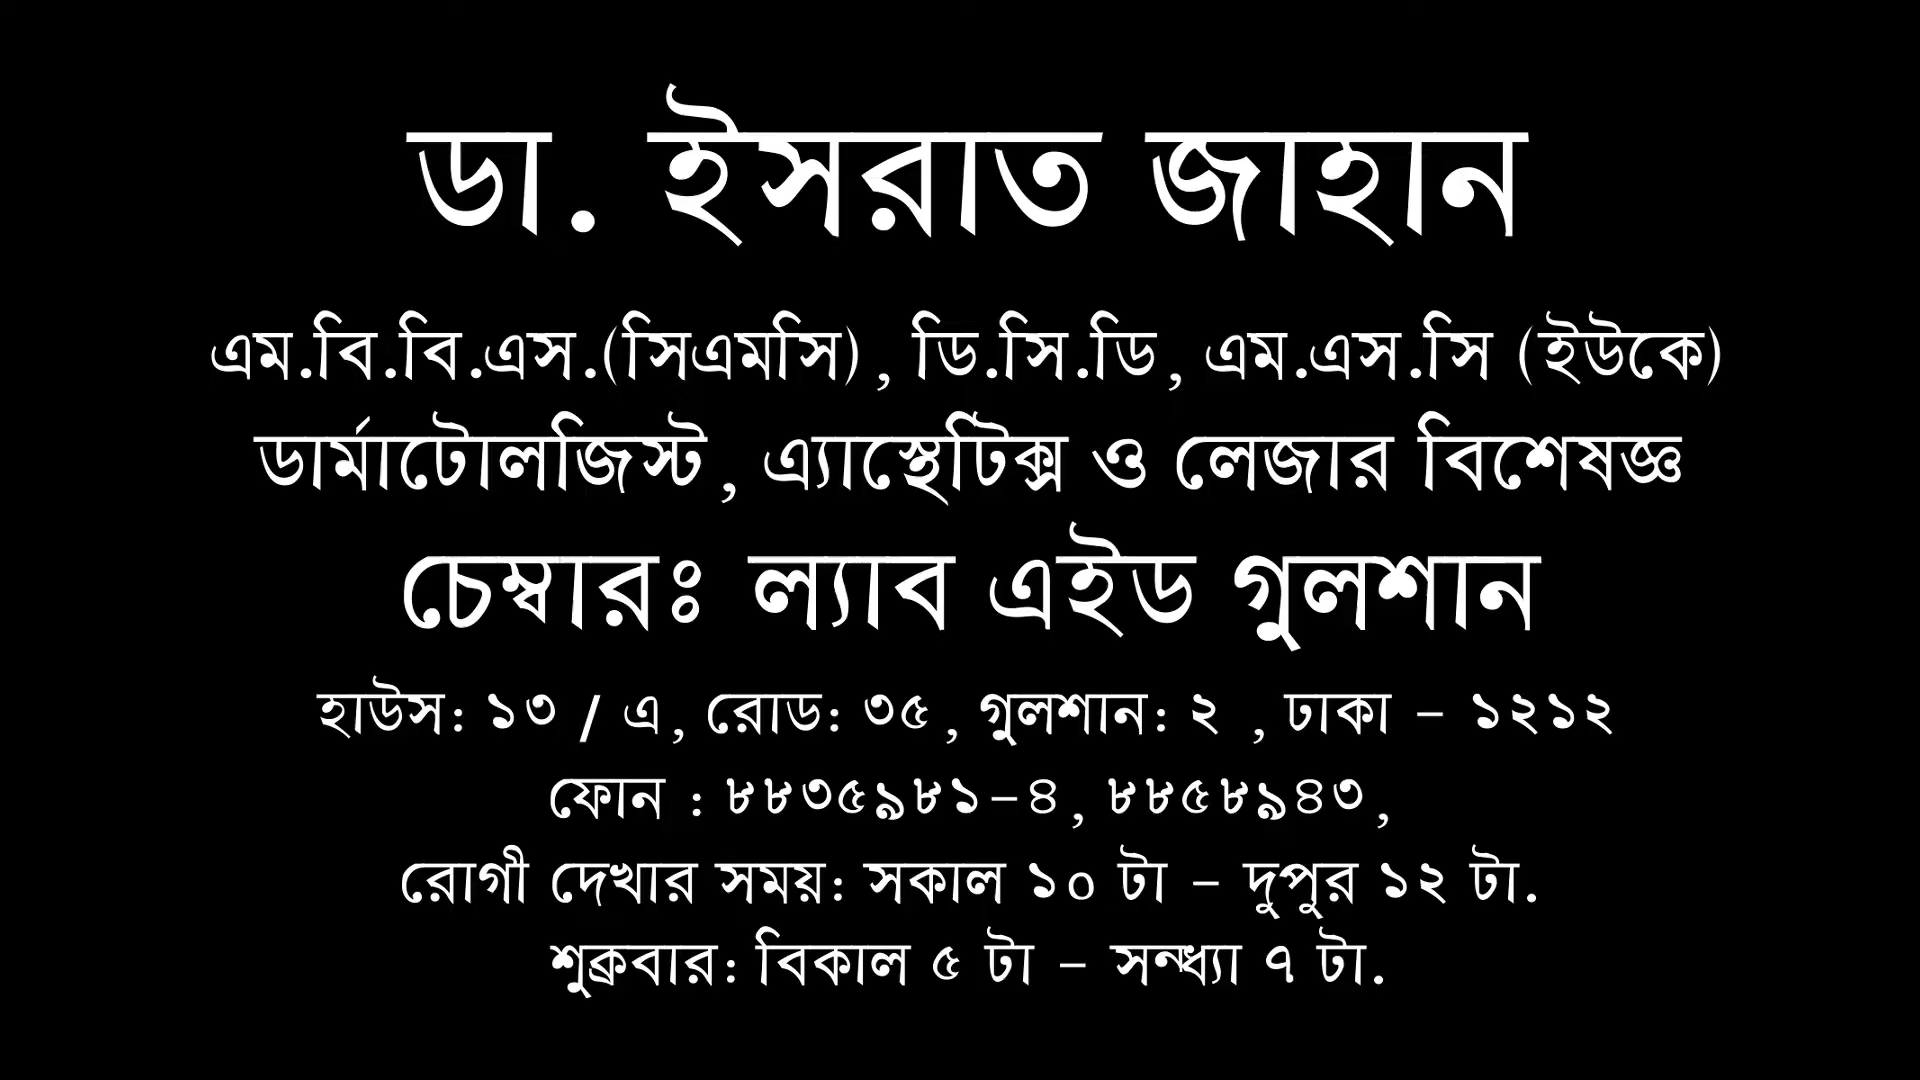 ডা. ইসরাত জাহান
এম.বি.বি.এস.(সিএমসি), ডি.সি.ডি, এম.এস.সি (ইউকে)
ডার্মাটোলজিস্ট, এ্যাস্থেটিক্স ও লেজার বিশেষজ্ঞ
চেম্বারঃ ল্যাব এইড গুলশান
হাউস: ১৩ / এ, রোড: ৩৫, গুলশান: ২ , ঢাকা - ১২১২
ফোন : ৮৮৩৫৯৮১-৪, ৮৮৫৮৯৪৩,
রোগী দেখার সময়: সকাল ১০ টা - দুপুর ১২ টা.
শুক্রবার: বিকাল ৫ টা - সন্ধ্যা ৭ টা.